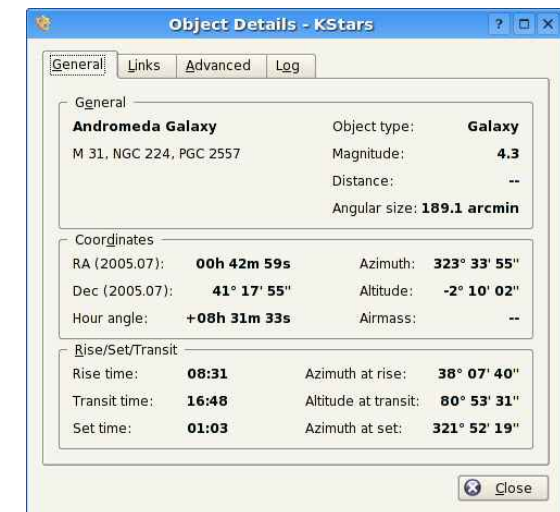 Object Details - KStars ?
General Links Advanced Log
General
Andromeda Galaxy Object type: Galaxy
M 31, NGC 224, PGC 2557 Magnitude: 4.3
Distance: --
Angular size: 189.1 arcmin
Coordinates
RA (2005.07): 00h 42m 59s Azimuth: 323° 33' 55"
Dec (2005.07): 41° 17' 55" Altitude: -2° 10' 02"
Hour angle: +08h 31m 33s Airmass: --
Rise/Set/Transit
Rise time: 08:31 Azimuth at rise: 38° 07' 40"
Transit time: 16:48 Altitude at transit: 80° 53' 31"
Set time: 01:03 Azimuth at set: 321° 52' 19"
Close